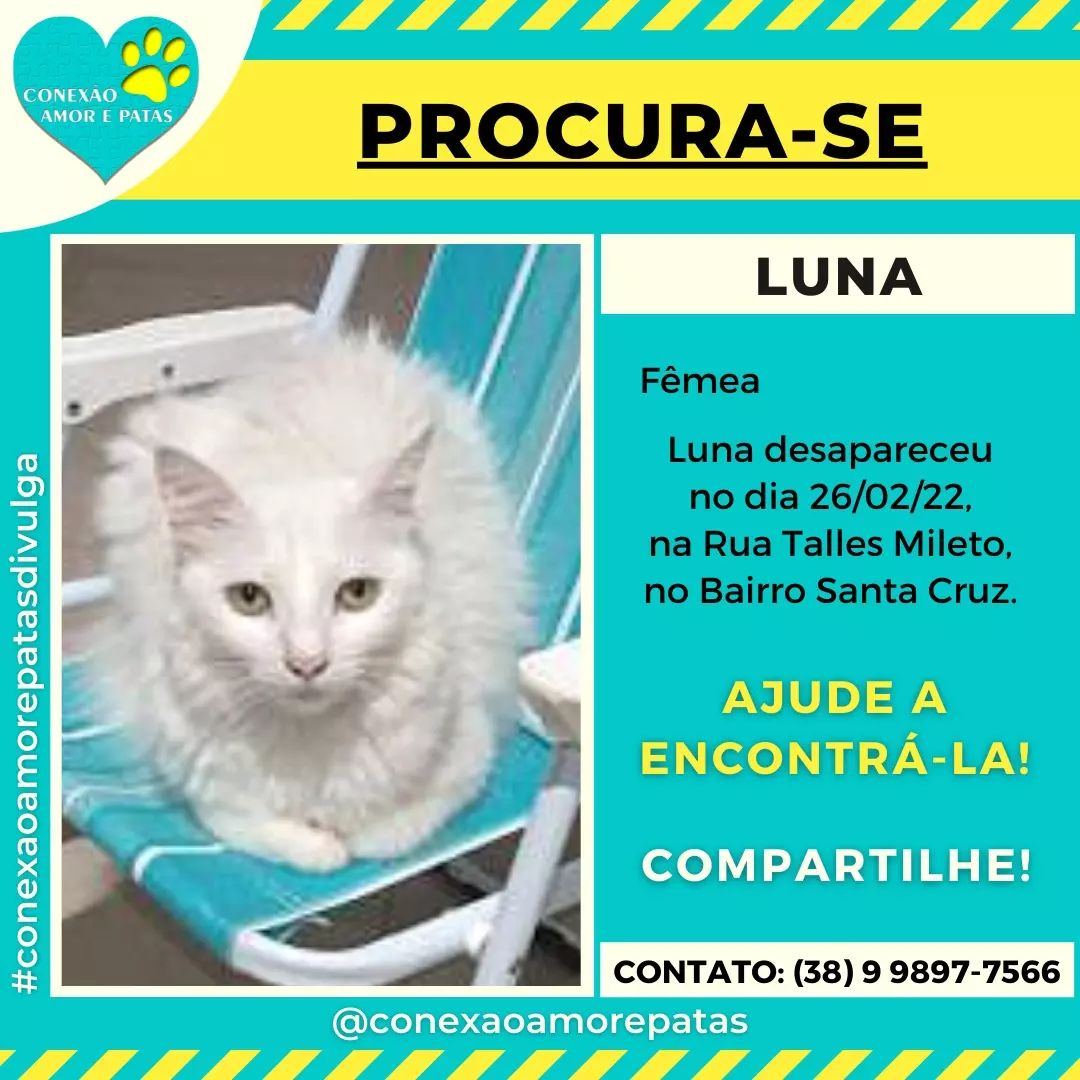 CONEXÃO
AMOR E PATAS
PROCURA-SE
LUNA
Fêmea
Luna desapareceu
no dia 26/02/22,
na Rua Talles Mileto,
no Bairro Santa Cruz.
AJUDE A
ENCONTRÁ-LA!
COMPARTILHE!
CONTATO: (38) 9 9897-7566
#conexaoamorepatasdivulga
@conexaoamorepatas